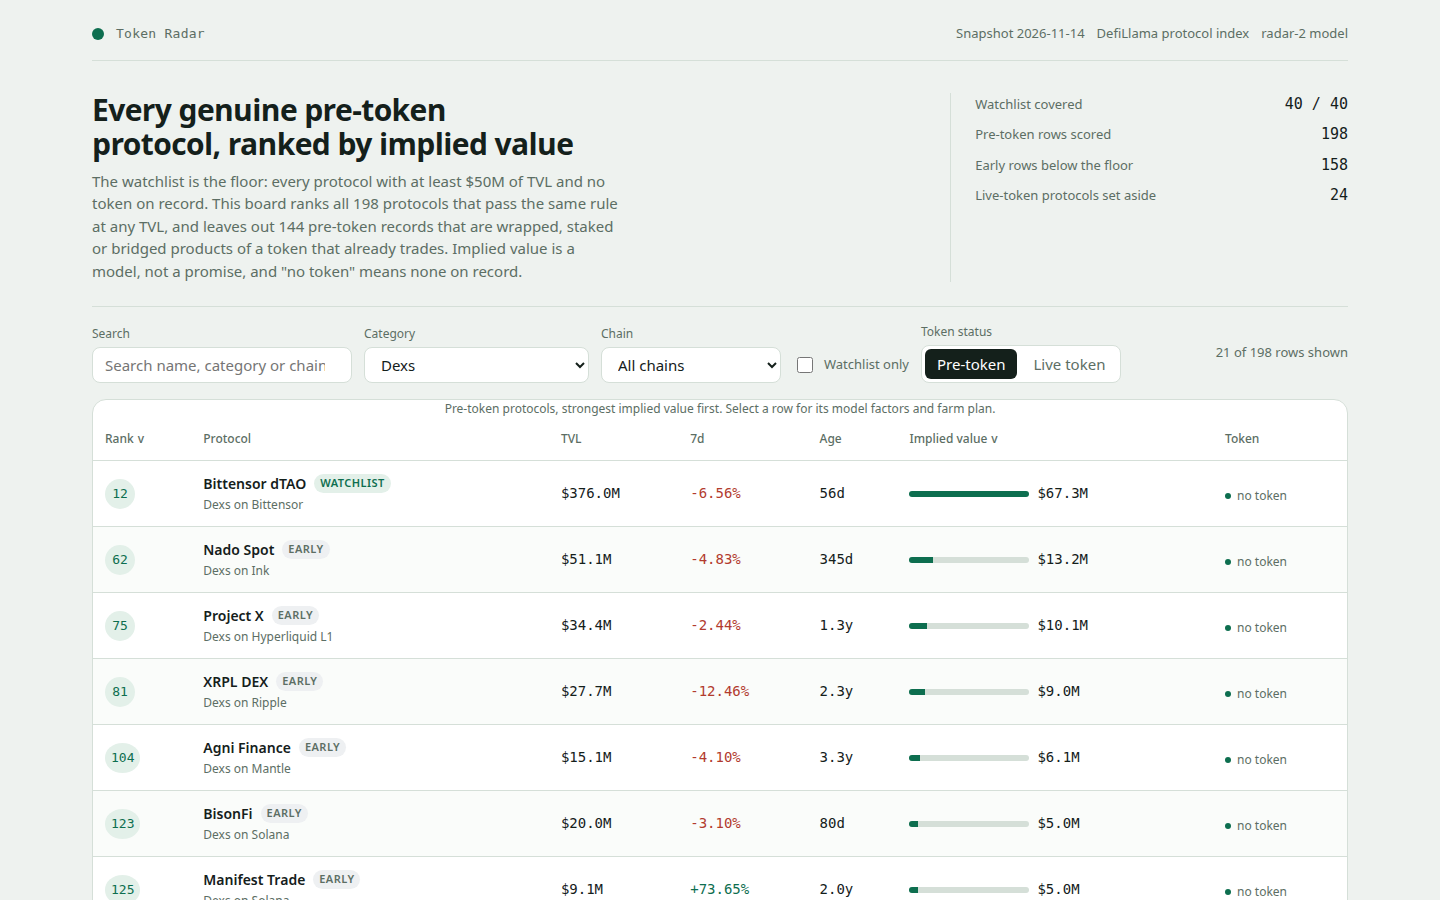 Token Radar
Snapshot 2026-11-14 DefiLlama protocol index radar-2 model
Every genuine pre-token
protocol, ranked by implied value
The watchlist is the floor: every protocol with at least $50M of TVL and no
token on record. This board ranks all 198 protocols that pass the same rule
at any TVL, and leaves out 144 pre-token records that are wrapped, staked
or bridged products of a token that already trades. Implied value is a
model, not a promise, and "no token" means none on record.
Watchlist covered 40 / 40
Pre-token rows scored 198
Early rows below the floor 158
Live-token protocols set aside 24
Search
Category
Chain
Token status
Search name, category or chain
Dexs
All chains
Watchlist only
Pre-token Live token
21 of 198 rows shown
Pre-token protocols, strongest implied value first. Select a row for its model factors and farm plan.
Rank v Protocol TVL 7d Age Implied value v Token
12 Bittensor dTAO WATCHLIST $376.0M -6.56% 56d $67.3M no token
Dexs on Bittensor
62 Nado Spot EARLY $51.1M -4.83% 345d $13.2M no token
Dexs on Ink
75 Project X EARLY $34.4M -2.44% 1.3y $10.1M no token
Dexs on Hyperliquid L1
81 XRPL DEX EARLY $27.7M -12.46% 2.3y $9.0M no token
Dexs on Ripple
104 Agni Finance EARLY $15.1M -4.10% 3.3y $6.1M no token
Dexs on Mantle
123 BisonFi EARLY $20.0M -3.10% 80d $5.0M no token
Dexs on Solana
125 Manifest Trade EARLY $9.1M +73.65% 2.0y $5.0M no token
Dexs on Solana